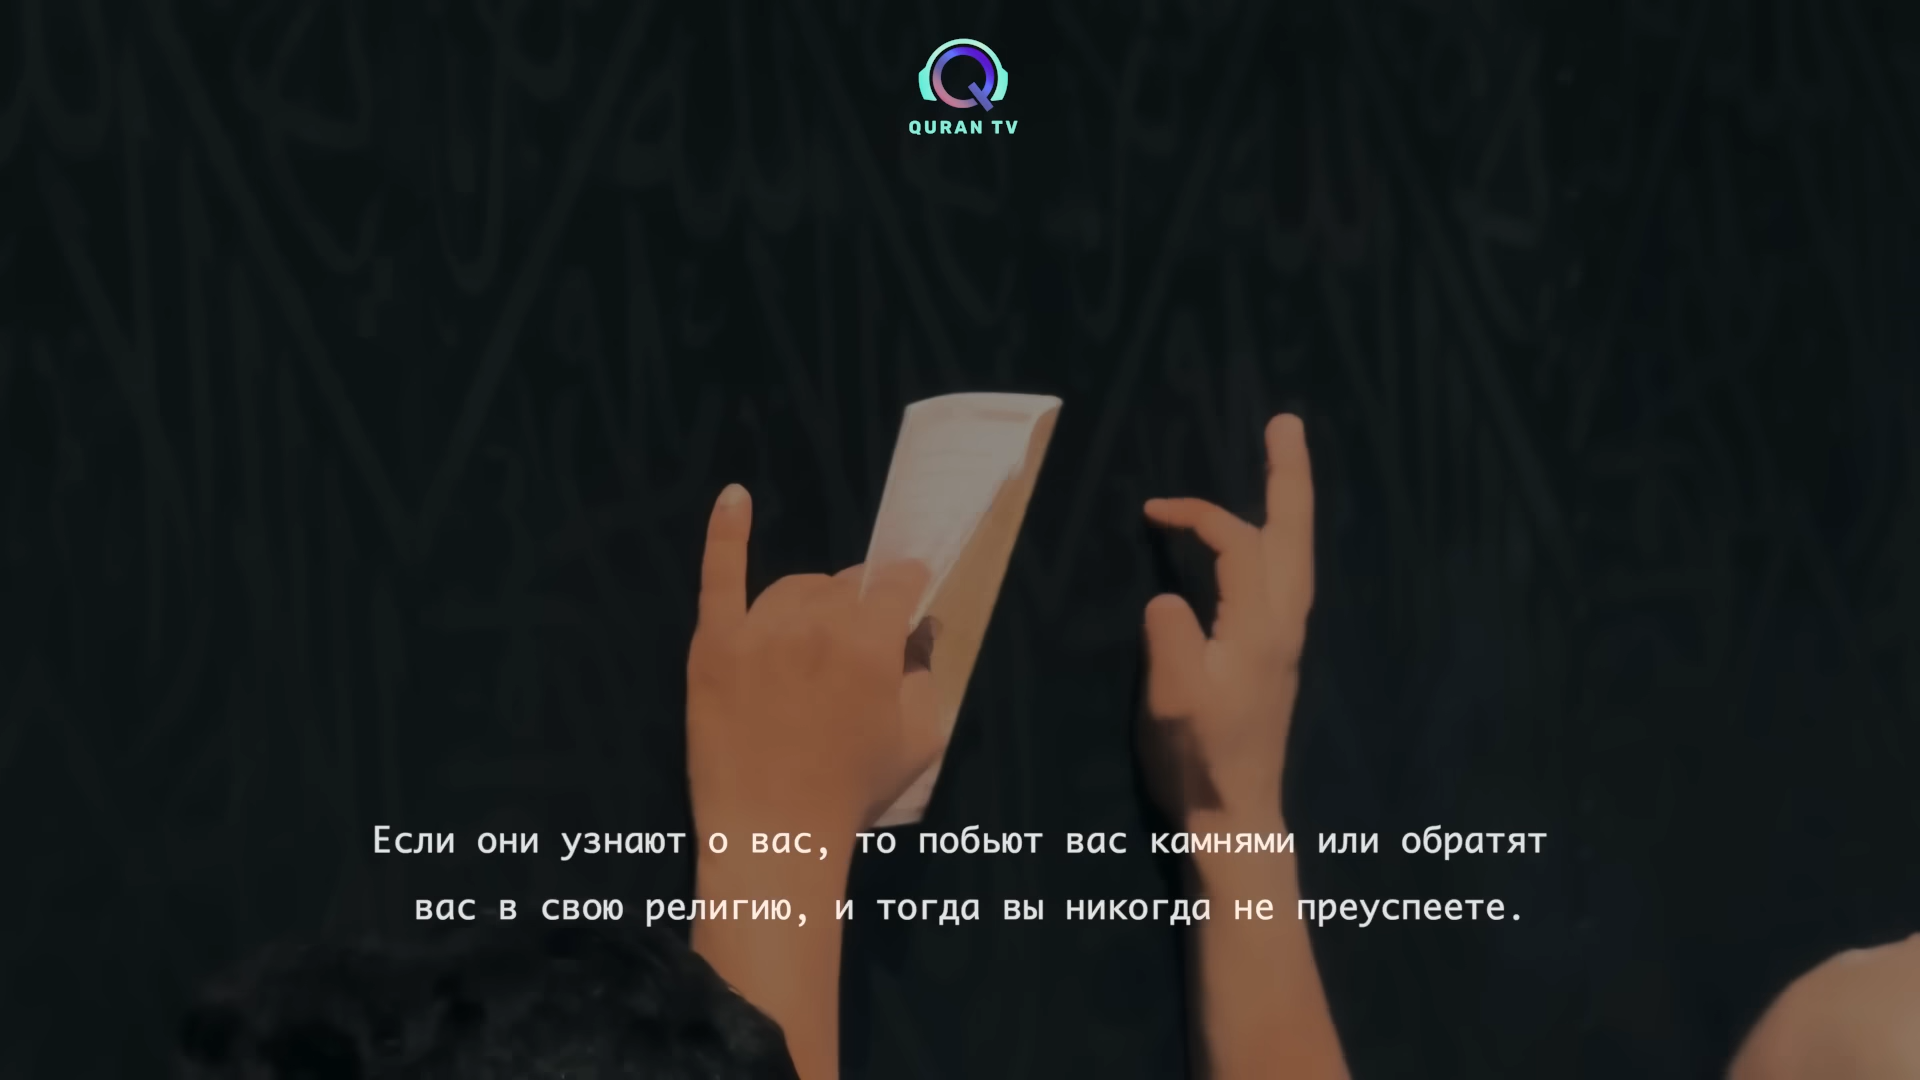 QURAN TV
Если они узнают о вас, то побьют вас камнями или обратят
вас в свою религию, и тогда вы никогда не преуспеете.